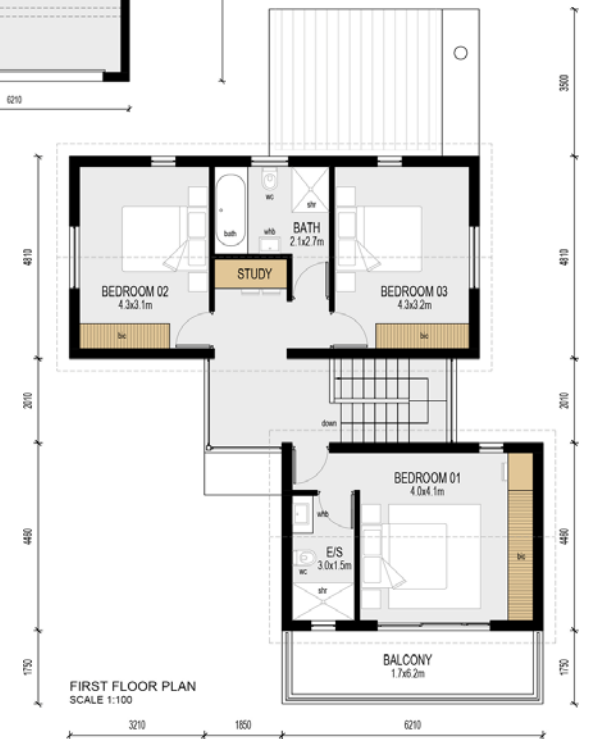 6210
3500
4810
4810
wc
shr
bath
whb
BATH
2.1x2.7m
STUDY
BEDROOM 02
4.3x3.1m
BEDROOM 03
4.3x3.2m
bic
bic
2010
2010
down
BEDROOM 01
4.0x4.1m
whb
E/S
3.0x1.5m
wc
shr
bic
4480
4480
BALCONY
1.7x6.2m
1750
1750
FIRST FLOOR PLAN
SCALE 1:100
3210
1850
6210